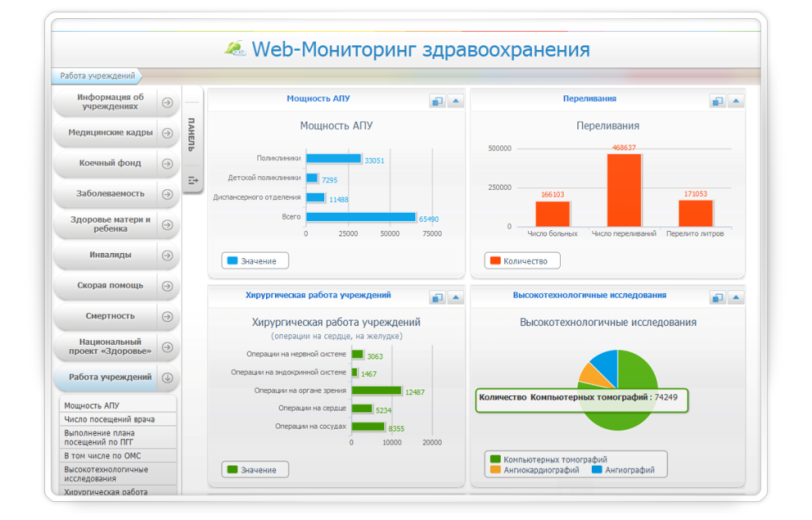 Web-Мониторинг здравоохранения
Работа учреждений
Информация об
учреждениях
Медицинские кадры
Коечный фонд
Заболеваемость
Здоровье матери и
ребенка
Инвалиды
Скорая помощь
Смертность
Национальный
проект «Здоровье»
Работа учреждений
Мощность АПУ
Число посещений врача
Выполнение плана
посещений по ПГГ
В том числе по ОМС
Высокотехнологичные
исследования
Хирургическая работа
ПАНЕЛЬ
Мощность АПУ
Мощность АПУ
Поликлиники
33051
Детской поликлиники
7295
Диспансерного отделения
11488
Всего
65490
0 25000 50000 75000
Значение
Переливания
Переливания
500000
250000
0
166103
468637
171053
Число больных Число переливаний Перелито литров
Количество
Хирургическая работа учреждений
Хирургическая работа учреждений
(операции на сердце, на желудке)
Операции на нервной системе
3063
Операции на эндокринной системе
1467
Операции на органе зрения
12487
Операции на сердце
5234
Операции на сосудах
8355
0 10000 20000
Значение
Высокотехнологичные исследования
Высокотехнологичные исследования
Количество Компьютерных томографий : 74249
Компьютерных томографий
Ангиокардиографий Ангиографий